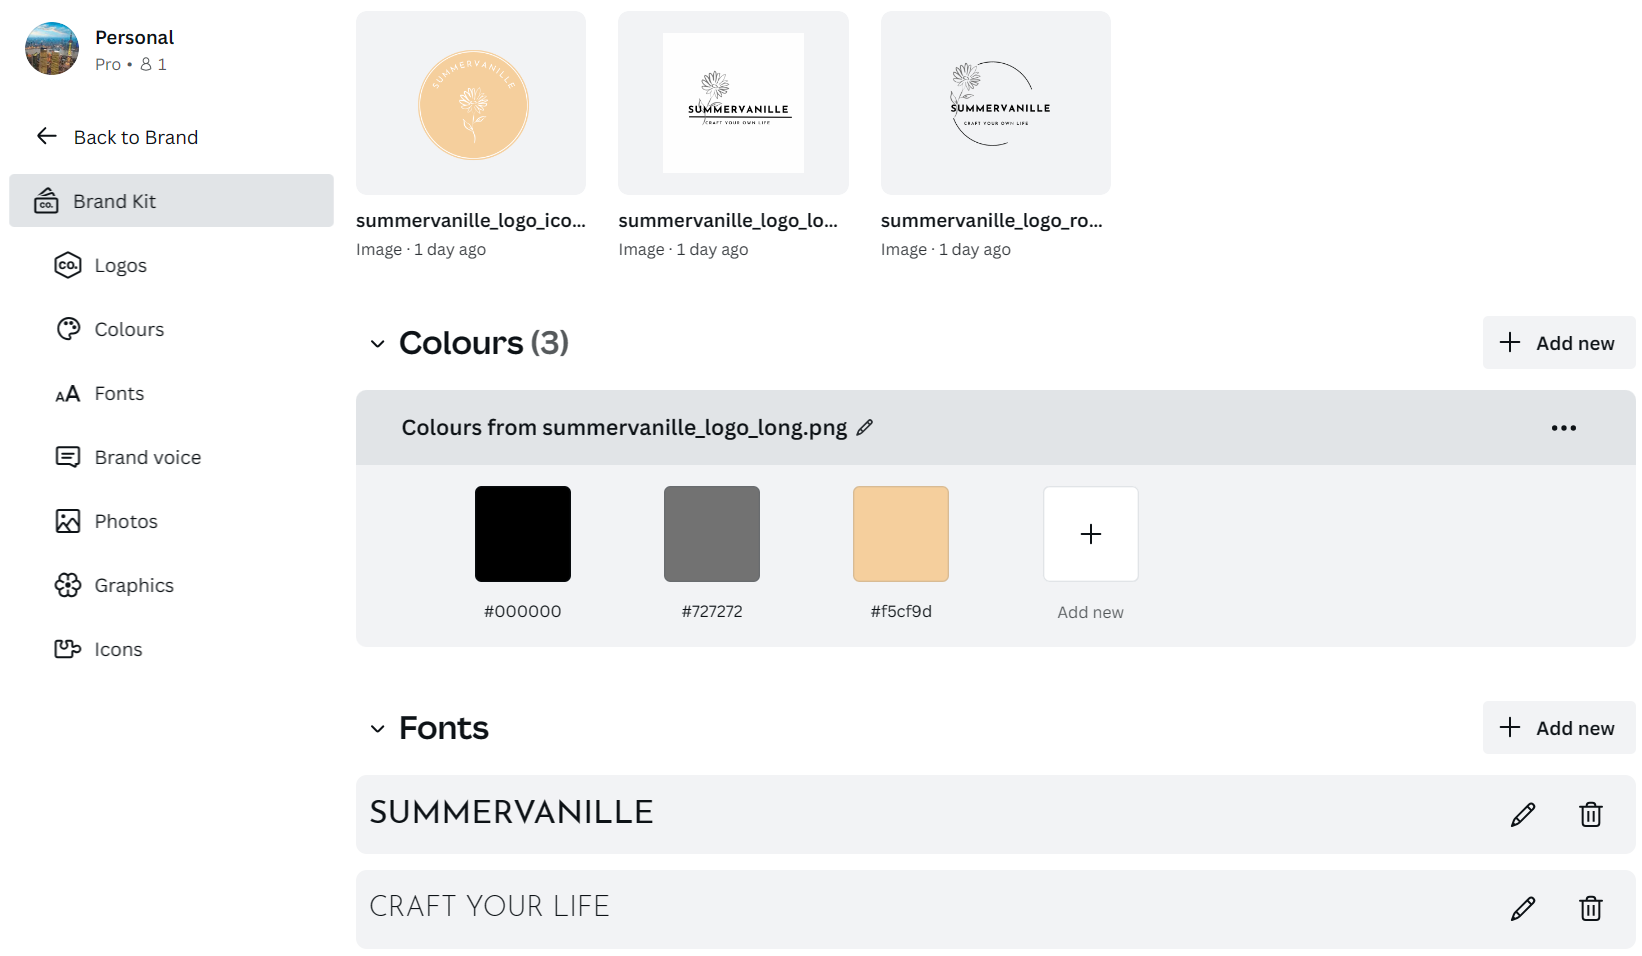 Personal
Pro • 1
Back to Brand
CO.
Brand Kit
CO.
Logos
Colours
AA
Fonts
Brand voice
Photos
Graphics
Icons
SUMMERVANILLE
SUMMERVANILLE
CRAFT YOUR OWN LIFE
SUMMERVANILLE
CRAFT YOUR OWN LIFE
summervanille_logo_ico...
summervanille_logo_lo...
summervanille_logo_ro...
Image · 1 day ago
Image · 1 day ago
Image · 1 day ago
Colours (3)
+ Add new
Colours from summervanille_logo_long.png
#000000
#727272
#f5cf9d
Add new
Fonts
+ Add new
SUMMERVANILLE
CRAFT YOUR LIFE